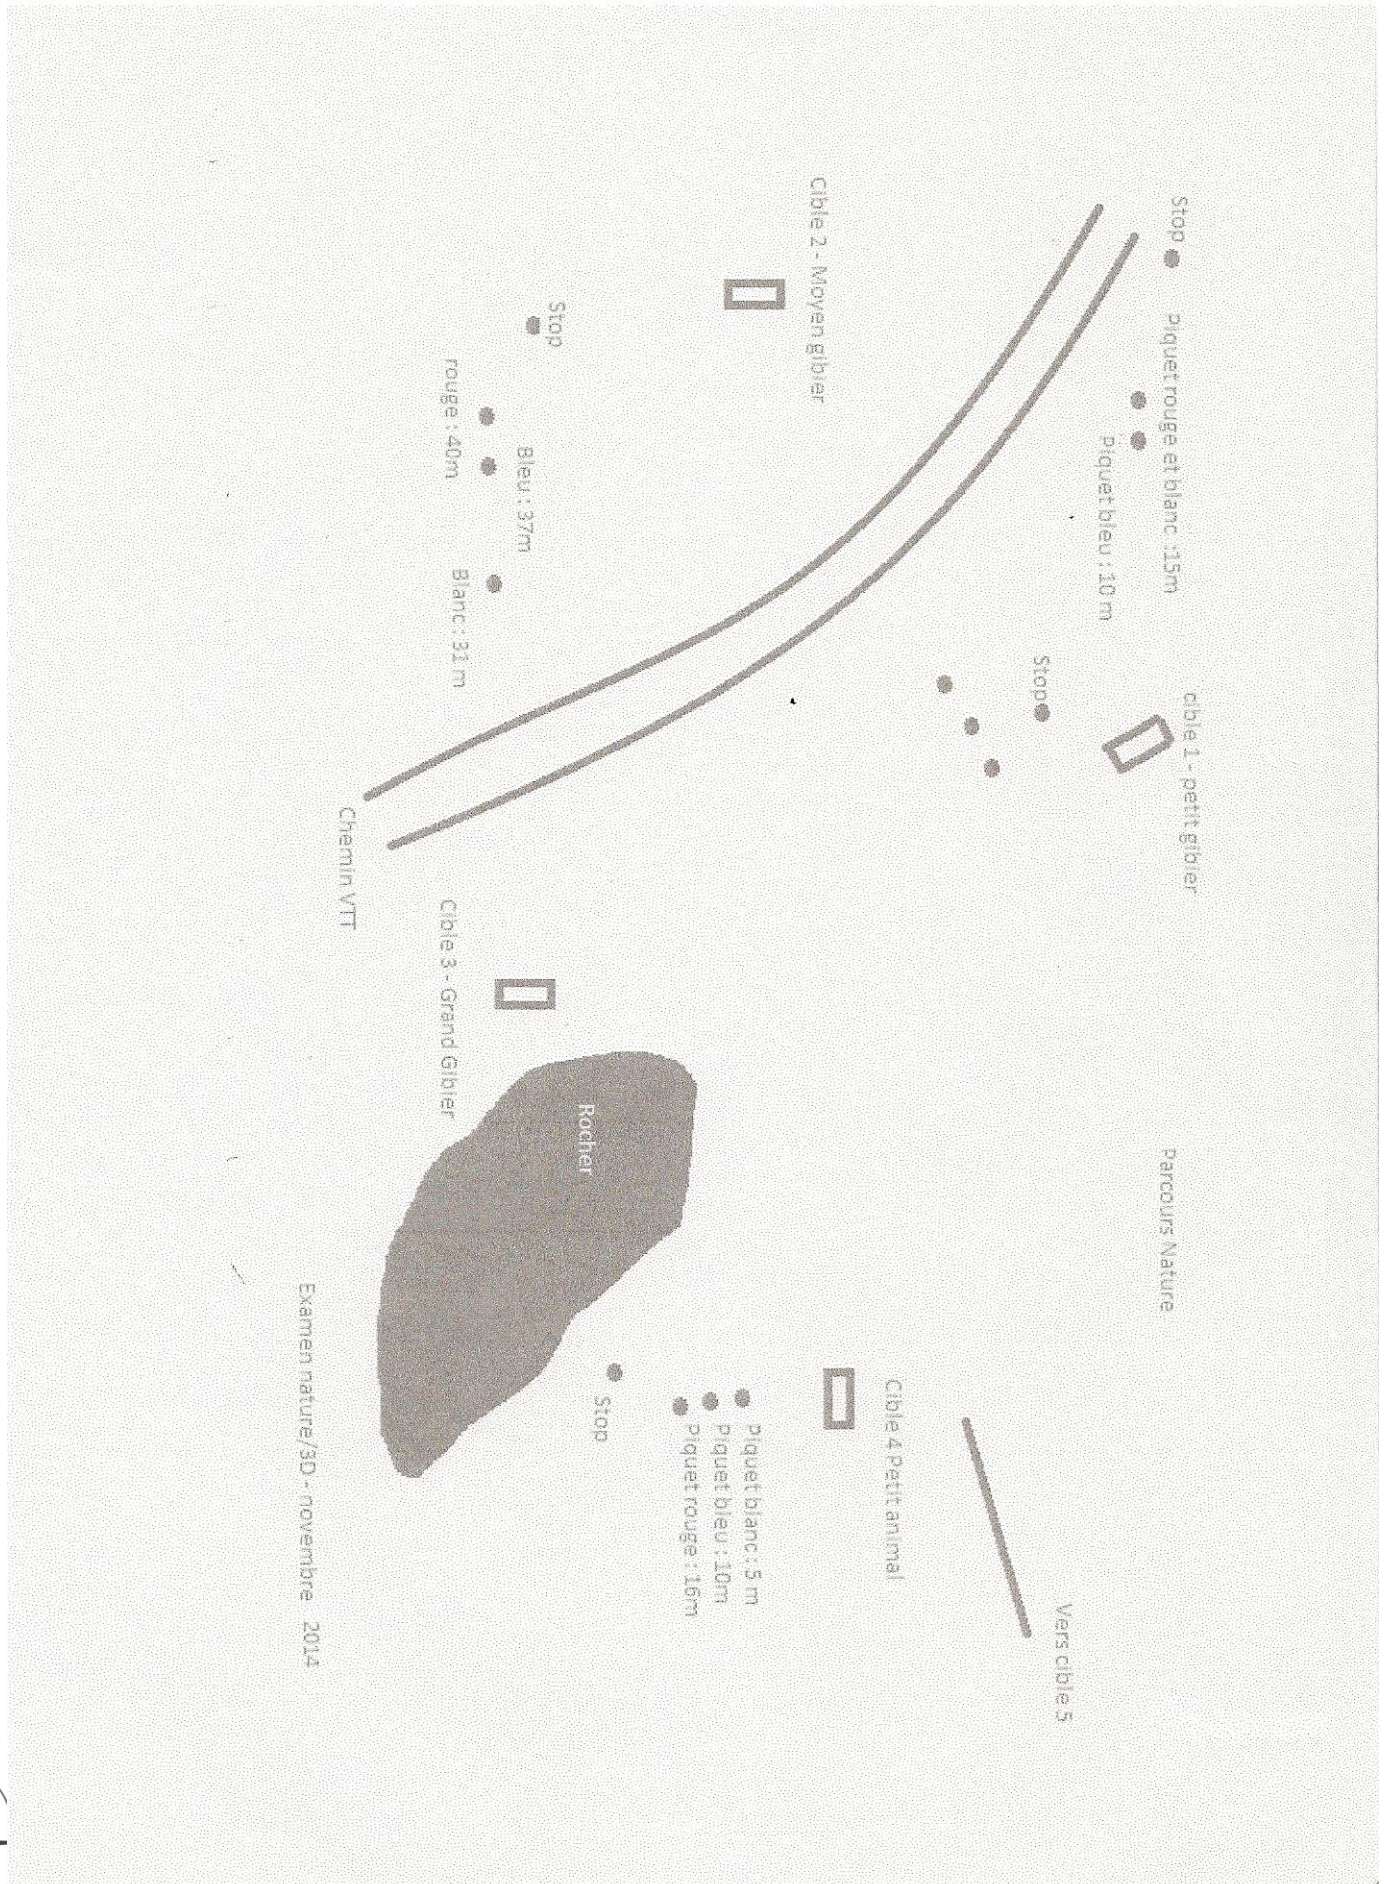 Parcours Nature
Stop
Piquet rouge et blanc :15m
Piquet bleu : 10 m
cible 1 - petit gibier
Stop
Cible 2 - Moyen gibier
Stop
Bleu : 37m
rouge : 40m
Blanc : 31 m
Chemin VTT
Cible 3 - Grand Gibier
Rocher
Vers cible 5
Cible 4 Petit animal
Piquet blanc : 5 m
Piquet bleu : 10m
Piquet rouge : 16m
Stop
Examen nature/3D - novembre 2014